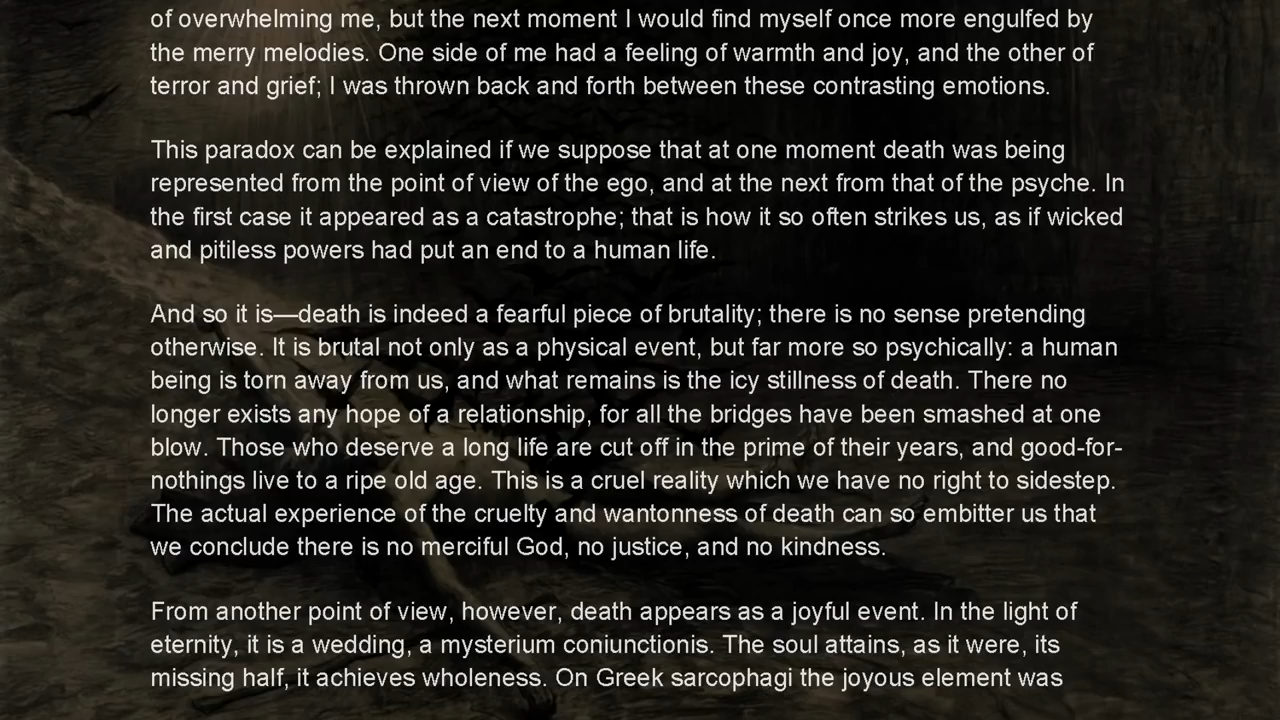 of overwhelming me, but the next moment I would find myself once more engulfed by
the merry melodies. One side of me had a feeling of warmth and joy, and the other of
terror and grief; I was thrown back and forth between these contrasting emotions.
This paradox can be explained if we suppose that at one moment death was being
represented from the point of view of the ego, and at the next from that of the psyche. In
the first case it appeared as a catastrophe; that is how it so often strikes us, as if wicked
and pitiless powers had put an end to a human life.
And so it is—death is indeed a fearful piece of brutality; there is no sense pretending
otherwise. It is brutal not only as a physical event, but far more so psychically: a human
being is torn away from us, and what remains is the icy stillness of death. There no
longer exists any hope of a relationship, for all the bridges have been smashed at one
blow. Those who deserve a long life are cut off in the prime of their years, and good-for-
nothings live to a ripe old age. This is a cruel reality which we have no right to sidestep.
The actual experience of the cruelty and wantonness of death can so embitter us that
we conclude there is no merciful God, no justice, and no kindness.
From another point of view, however, death appears as a joyful event. In the light of
eternity, it is a wedding, a mysterium coniunctionis. The soul attains, as it were, its
missing half, it achieves wholeness. On Greek sarcophagi the joyous element was